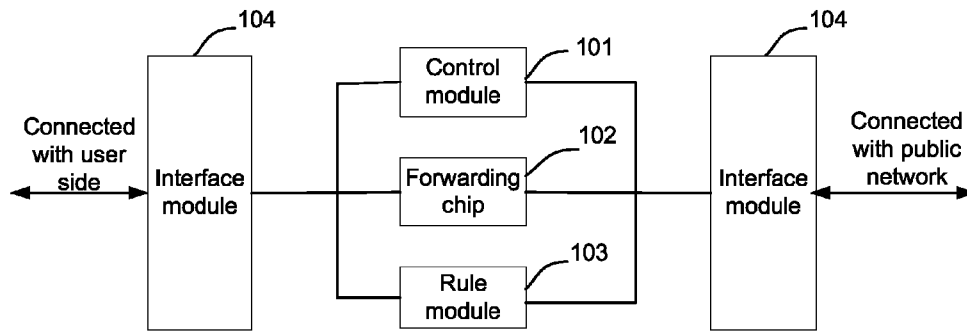 104
101
104
Control
module
Connected
with user
side
102
Connected
with public
network
Interface
module
Forwarding
chip
Interface
module
103
Rule
module